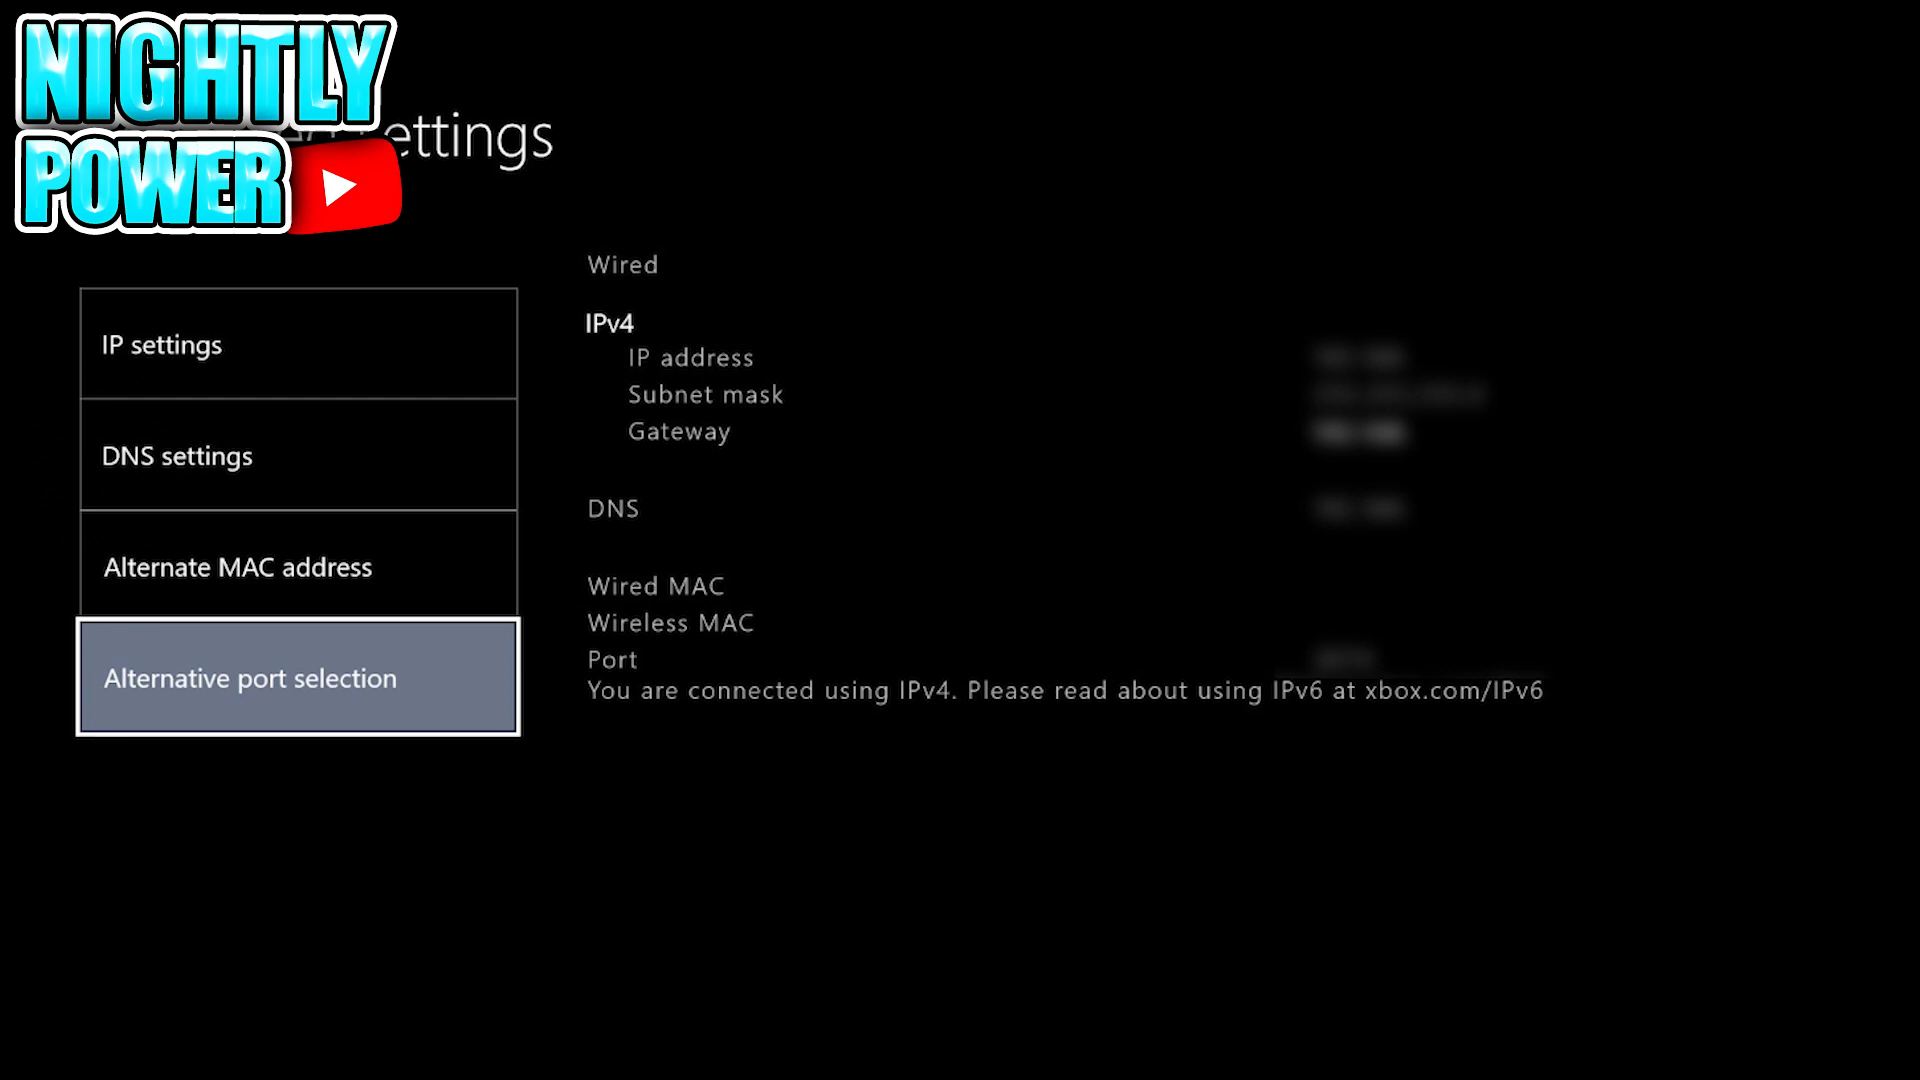 NIGHTLY
POWER
ettings
Wired
IPv4
IP address
Subnet mask
Gateway
DNS
Wired MAC
Wireless MAC
Port
You are connected using IPv4. Please read about using IPv6 at xbox.com/IPv6
IP settings
DNS settings
Alternate MAC address
Alternative port selection